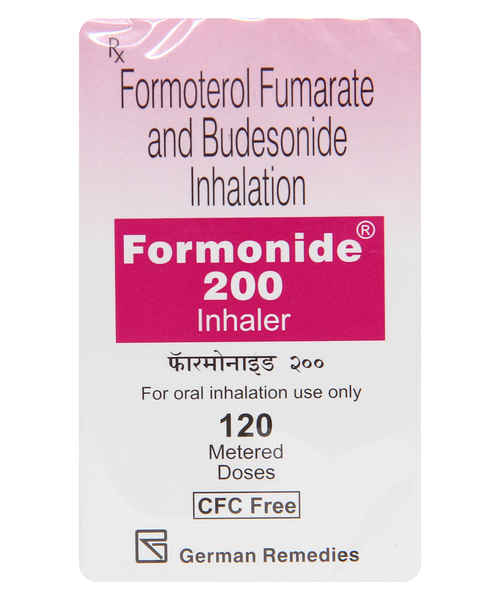 Rx
Formoterol Fumarate
and Budesonide
Inhalation
Formonide®
200
Inhaler
फॉरमोनाइड २००
For oral inhalation use only
120
Metered
Doses
CFC Free
German Remedies